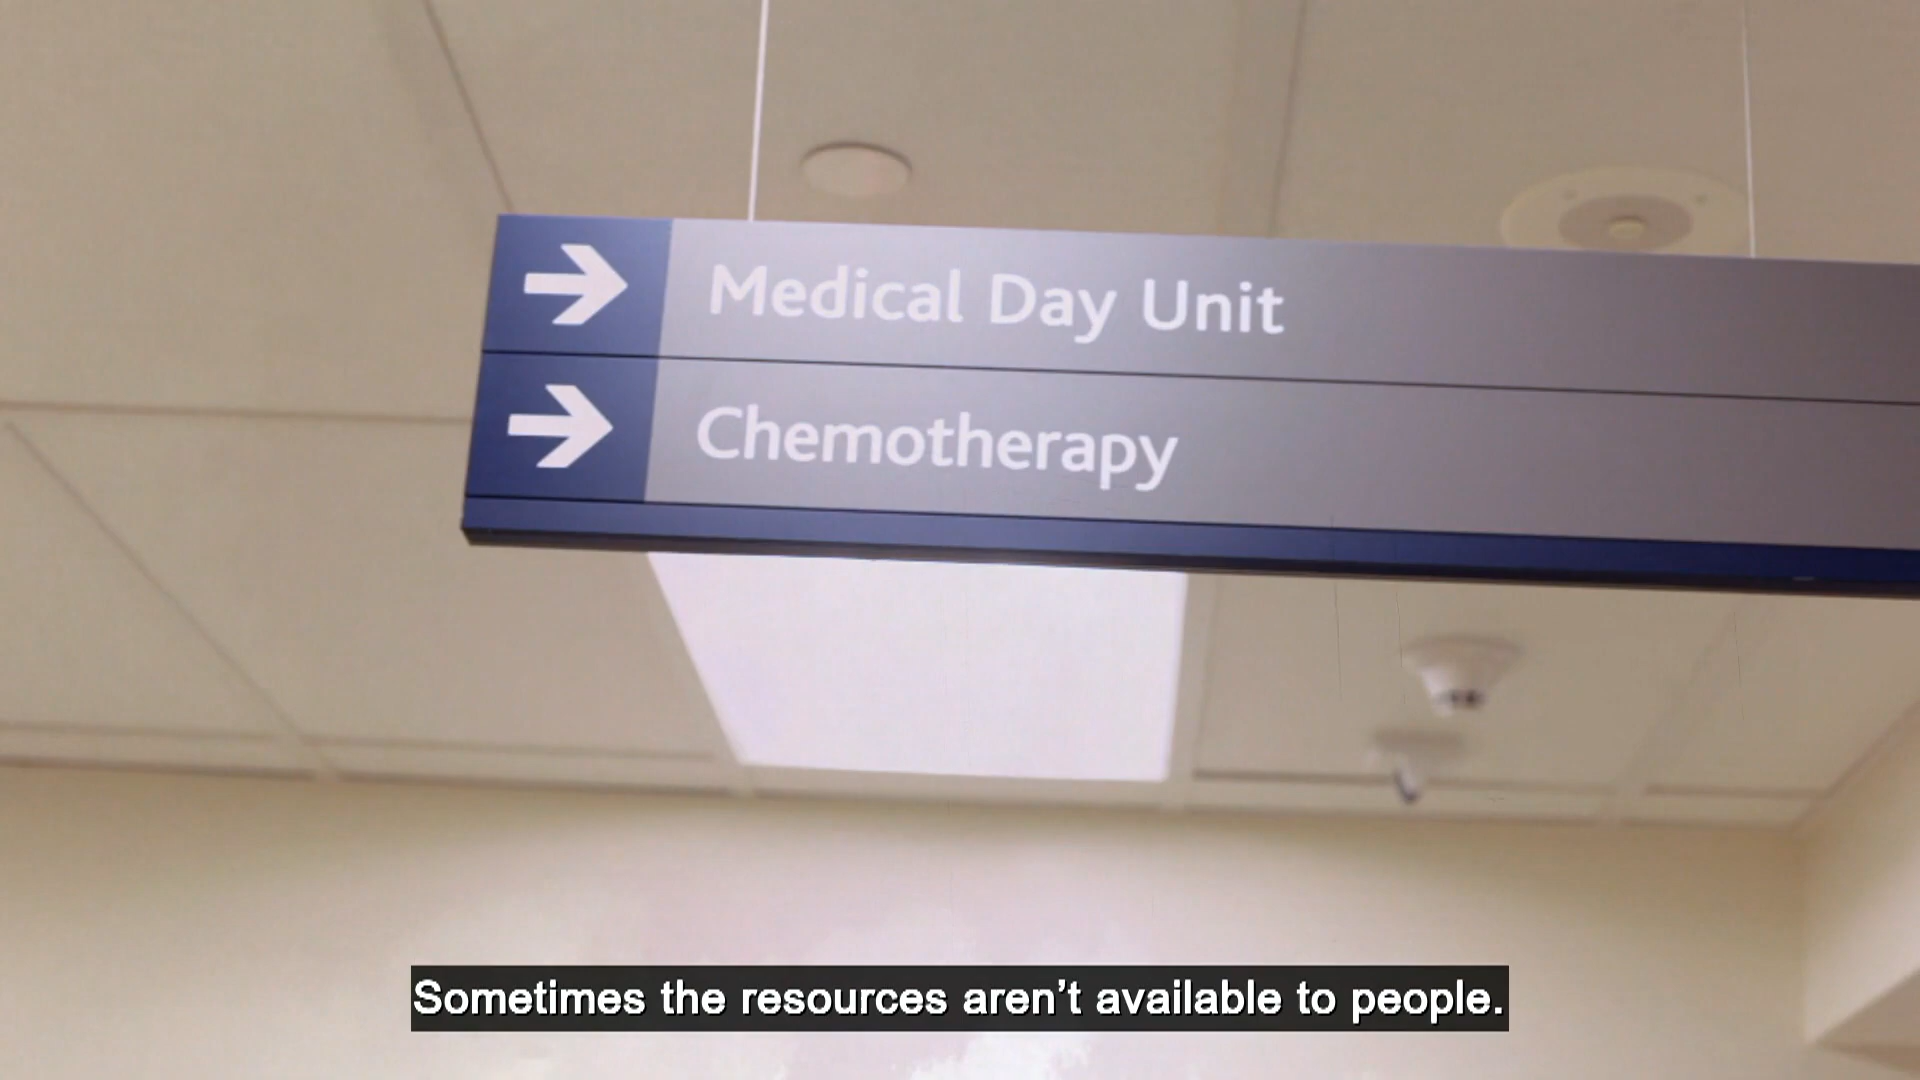 Medical Day Unit
Chemotherapy
Sometimes the resources aren’t available to people.